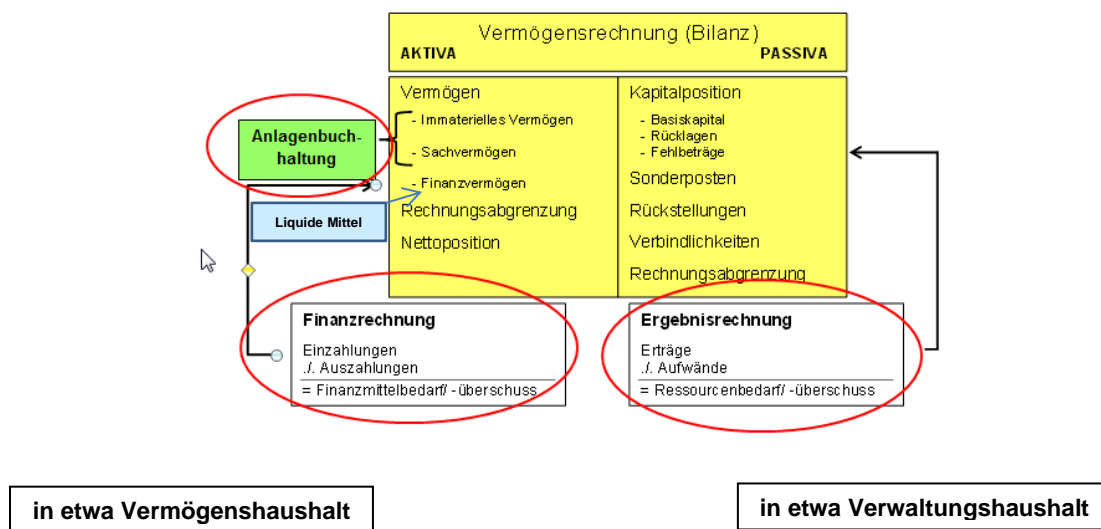 Vermögensrechnung (Bilanz)
AKTIVA
PASSIVA
Anlagenbuch-
haltung
Liquide Mittel
Vermögen
- Immaterielles Vermögen
- Sachvermögen
- Finanzvermögen
Rechnungsabgrenzung
Nettoposition
Kapitalposition
- Basiskapital
- Rücklagen
- Fehlbeträge
Sonderposten
Rückstellungen
Verbindlichkeiten
Rechnungsabgrenzung
Finanzrechnung
Einzahlungen
./. Auszahlungen
= Finanzmittelbedarf/ -überschuss
Ergebnisrechnung
Erträge
./. Aufwände
= Ressourcenbedarf/ -überschuss
in etwa Vermögenshaushalt
in etwa Verwaltungshaushalt